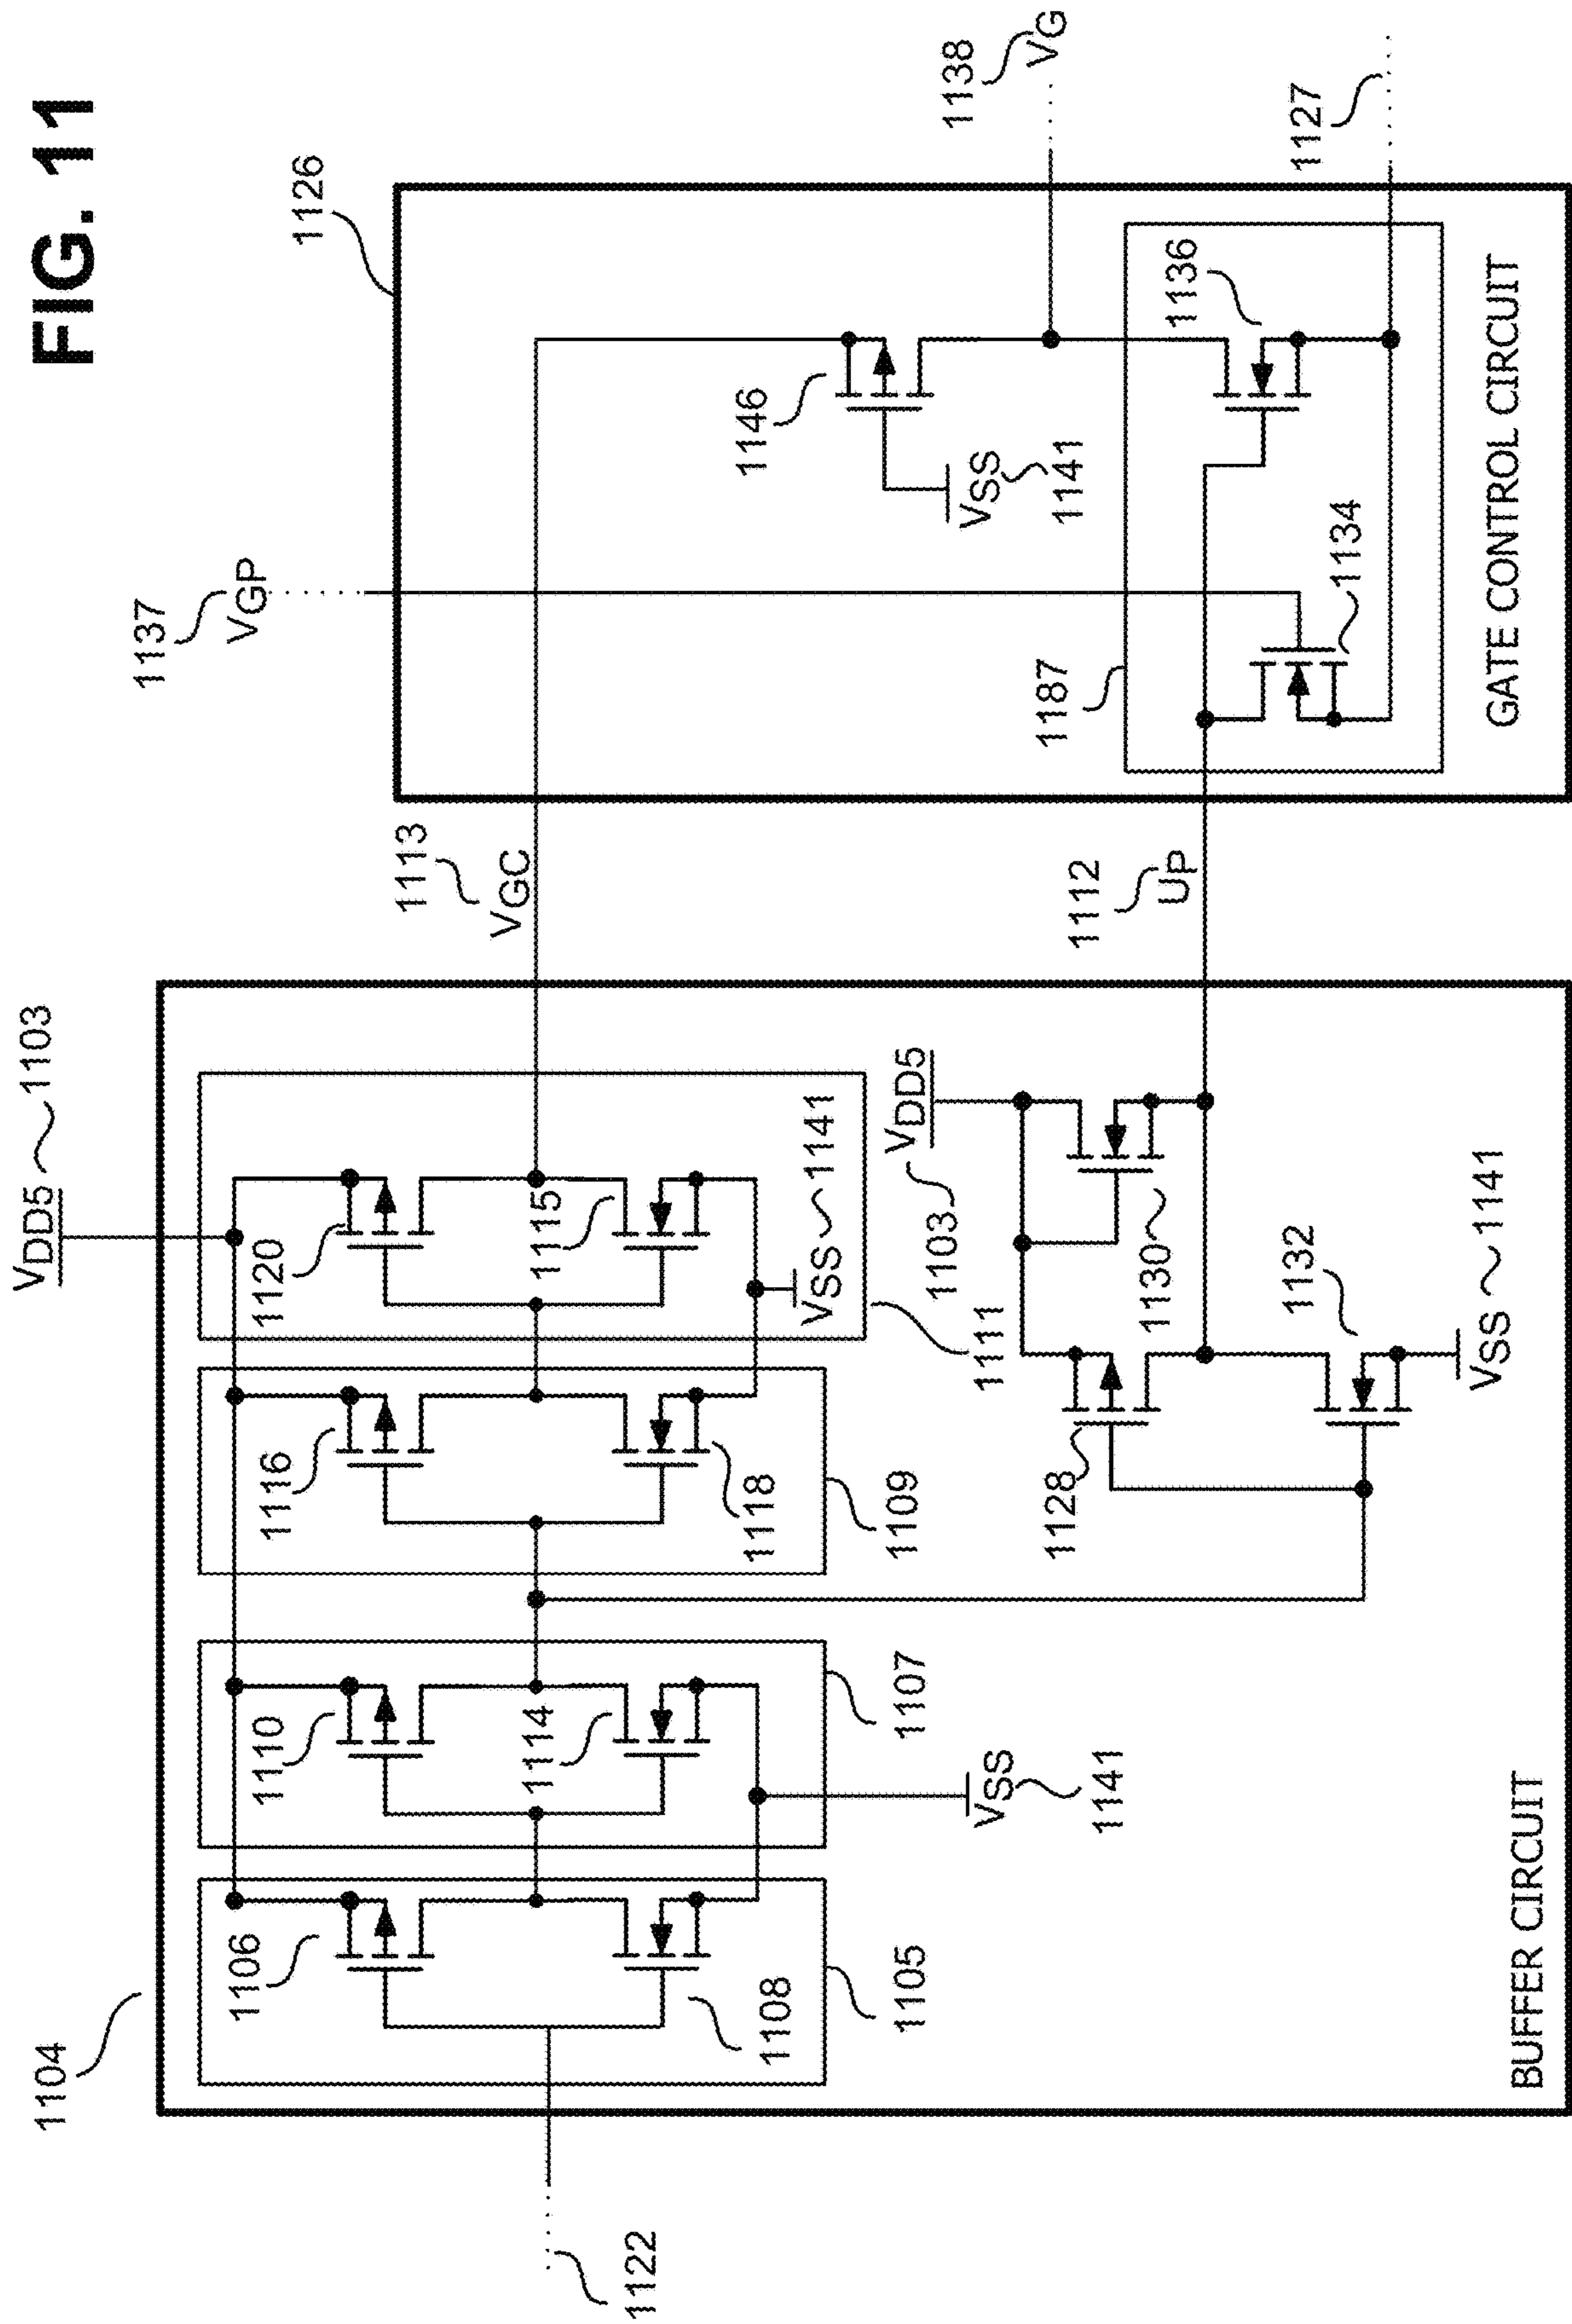 FIG. 11
1104
1122
BUFFER CIRCUIT
VDD5 1103
1106
1108
1105
1110
1114
1107
VSS
1141
1116
1118
1109
1120
1115
VSS 1141
1111
VDD5
1103
1128
1130
1132
VSS 1141
1113
VGC
1112
UP
1126
1137
VGP
1146
VSS
1141
1138
VG
1127
1187
1134
1136
GATE CONTROL CIRCUIT